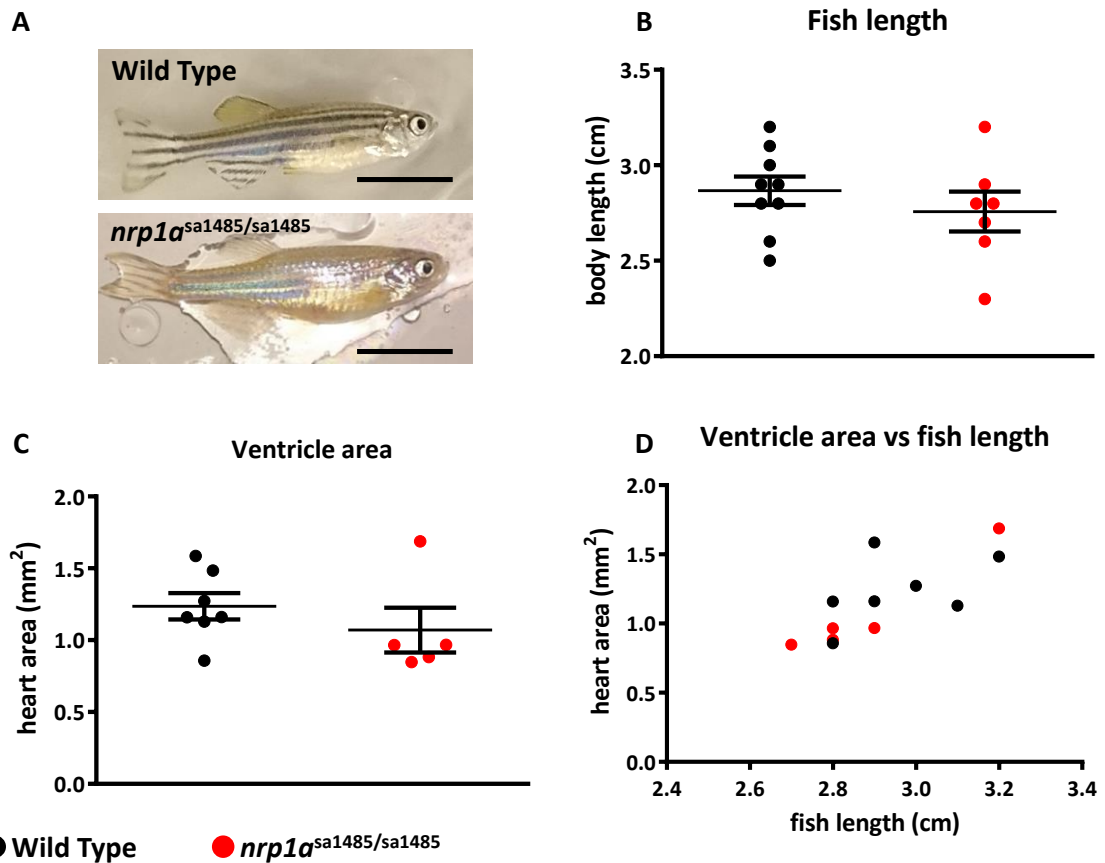 A
Wild Type
nrp1a^sa1485/sa1485
B
Fish length
3.5
3.0
2.5
2.0
body length (cm)
C
Ventricle area
2.0
1.5
1.0
0.5
0.0
heart area (mm²)
D
Ventricle area vs fish length
2.0
1.5
1.0
0.5
0.0
heart area (mm²)
2.4 2.6 2.8 3.0 3.2 3.4
fish length (cm)
Wild Type
nrp1a^sa1485/sa1485